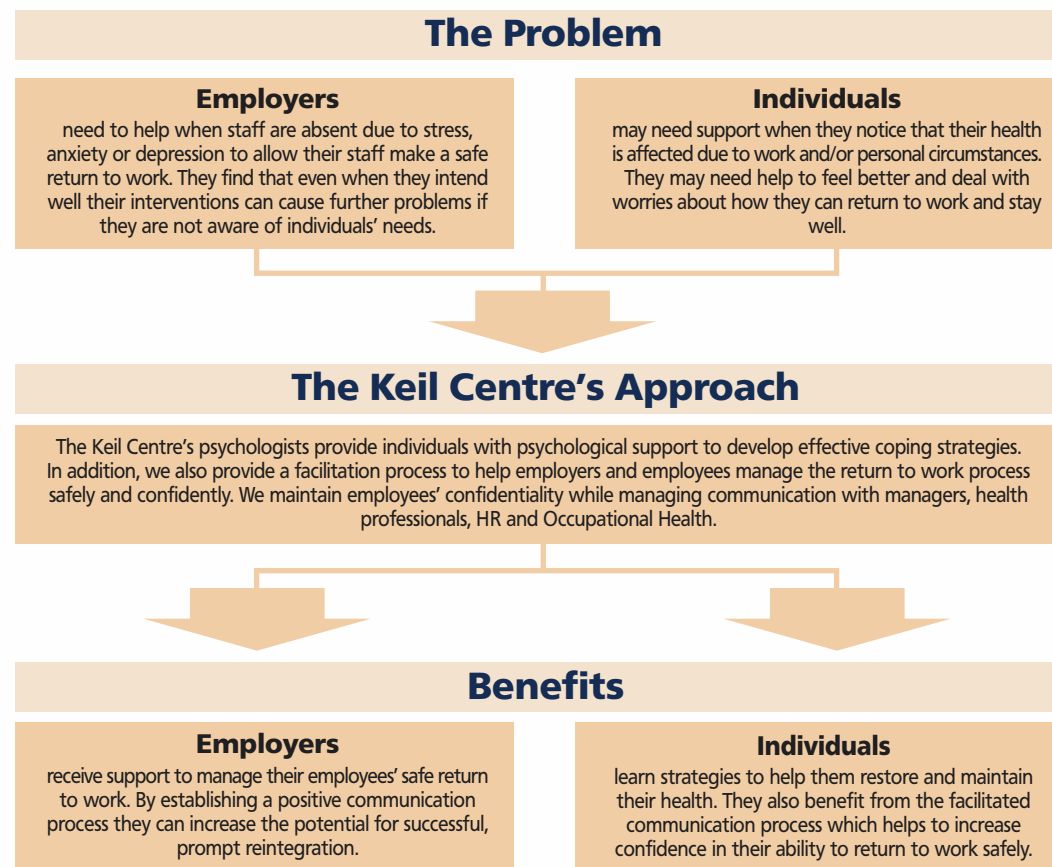 The Problem
Employers
need to help when staff are absent due to stress,
anxiety or depression to allow their staff make a safe
return to work. They find that even when they intend
well their interventions can cause further problems if
they are not aware of individuals’ needs.
Individuals
may need support when they notice that their health
is affected due to work and/or personal circumstances.
They may need help to feel better and deal with
worries about how they can return to work and stay
well.
The Keil Centre’s Approach
The Keil Centre’s psychologists provide individuals with psychological support to develop effective coping strategies.
In addition, we also provide a facilitation process to help employers and employees manage the return to work process
safely and confidently. We maintain employees’ confidentiality while managing communication with managers, health
professionals, HR and Occupational Health.
Benefits
Employers
receive support to manage their employees’ safe return
to work. By establishing a positive communication
process they can increase the potential for successful,
prompt reintegration.
Individuals
learn strategies to help them restore and maintain
their health. They also benefit from the facilitated
communication process which helps to increase
confidence in their ability to return to work safely.